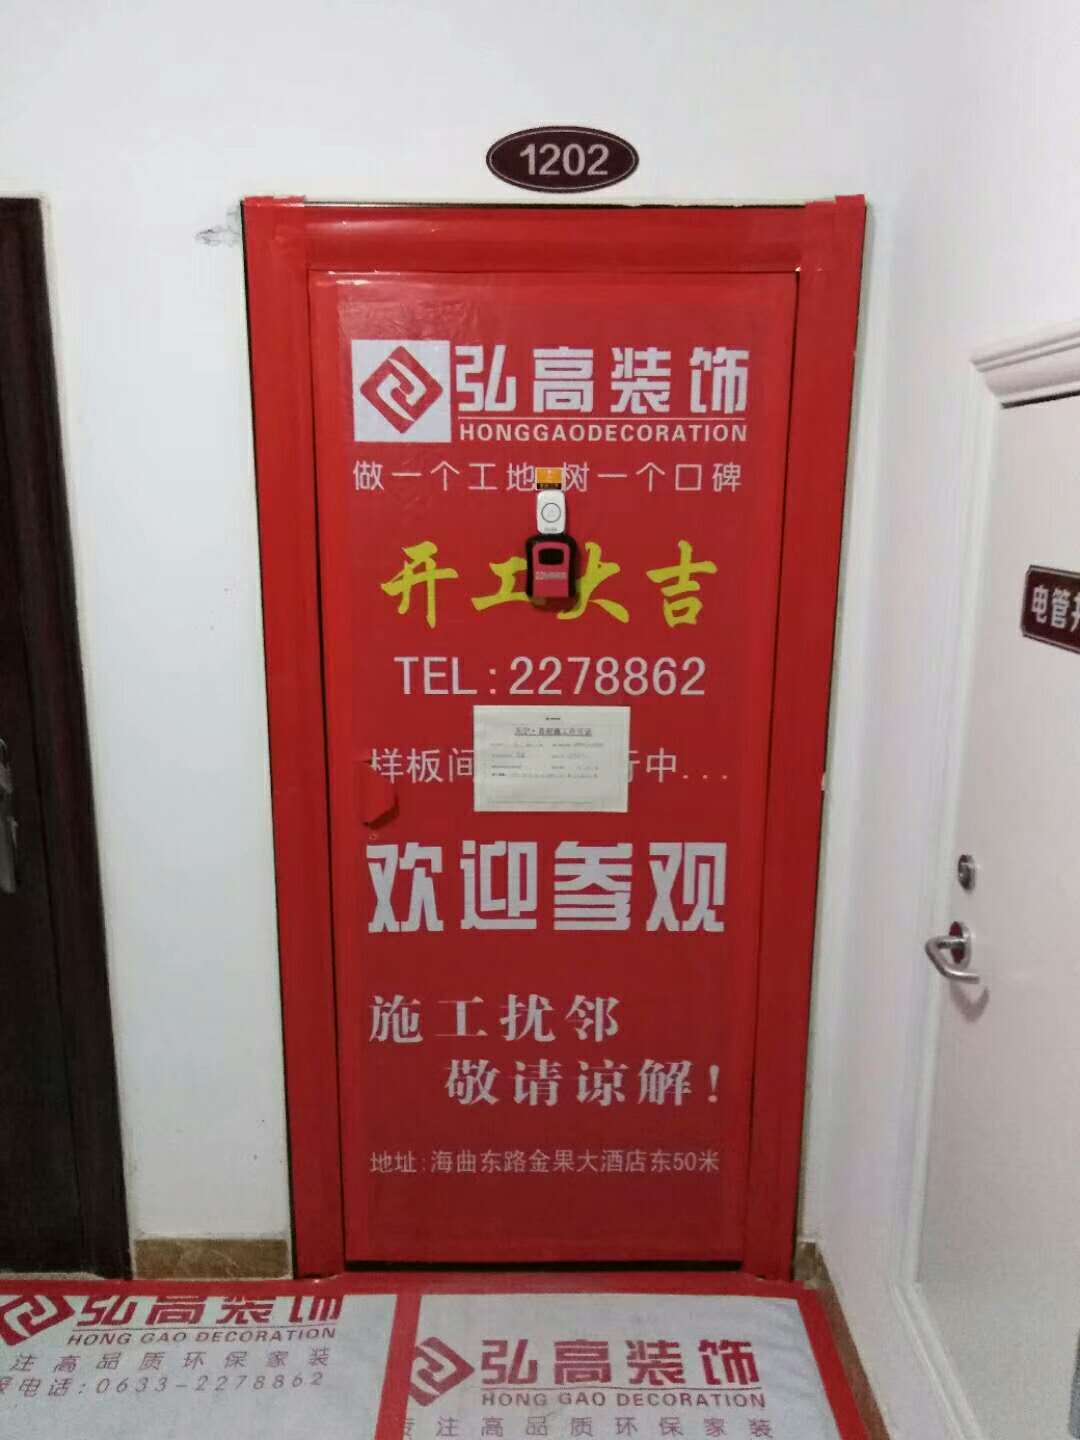 1202
弘高装饰
HONGGAODECORATION
做一个工地 树一个口碑
开工大吉
TEL:2278862
样板间 行中...
欢迎参观
施工扰邻
敬请谅解!
地址:海曲东路金果大酒店东50米
电管井
弘高装饰
HONG GAO DECORATION
注高品质环保家装
电话:0633-2278862
弘高装饰
HONG GAO DECORATION
专注高品质环保家装